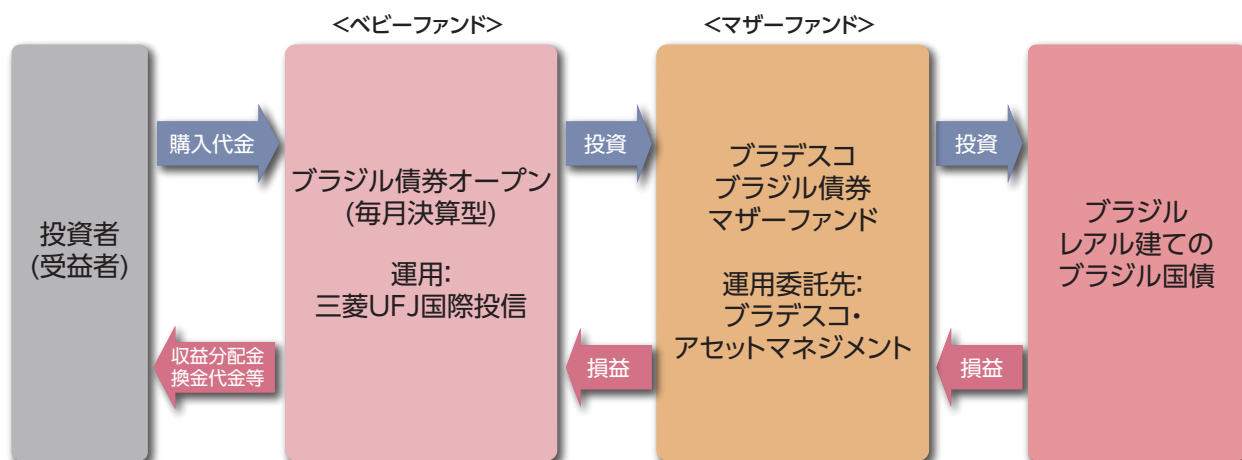 <ベビーファンド>
<マザーファンド>
投資者
(受益者)
購入代金
収益分配金
換金代金等
ブラジル債券オープン
(毎月決算型)
運用:
三菱UFJ国際投信
投資
損益
ブラデスコ
ブラジル債券
マザーファンド
運用委託先:
ブラデスコ・
アセットマネジメント
投資
損益
ブラジル
レアル建ての
ブラジル国債